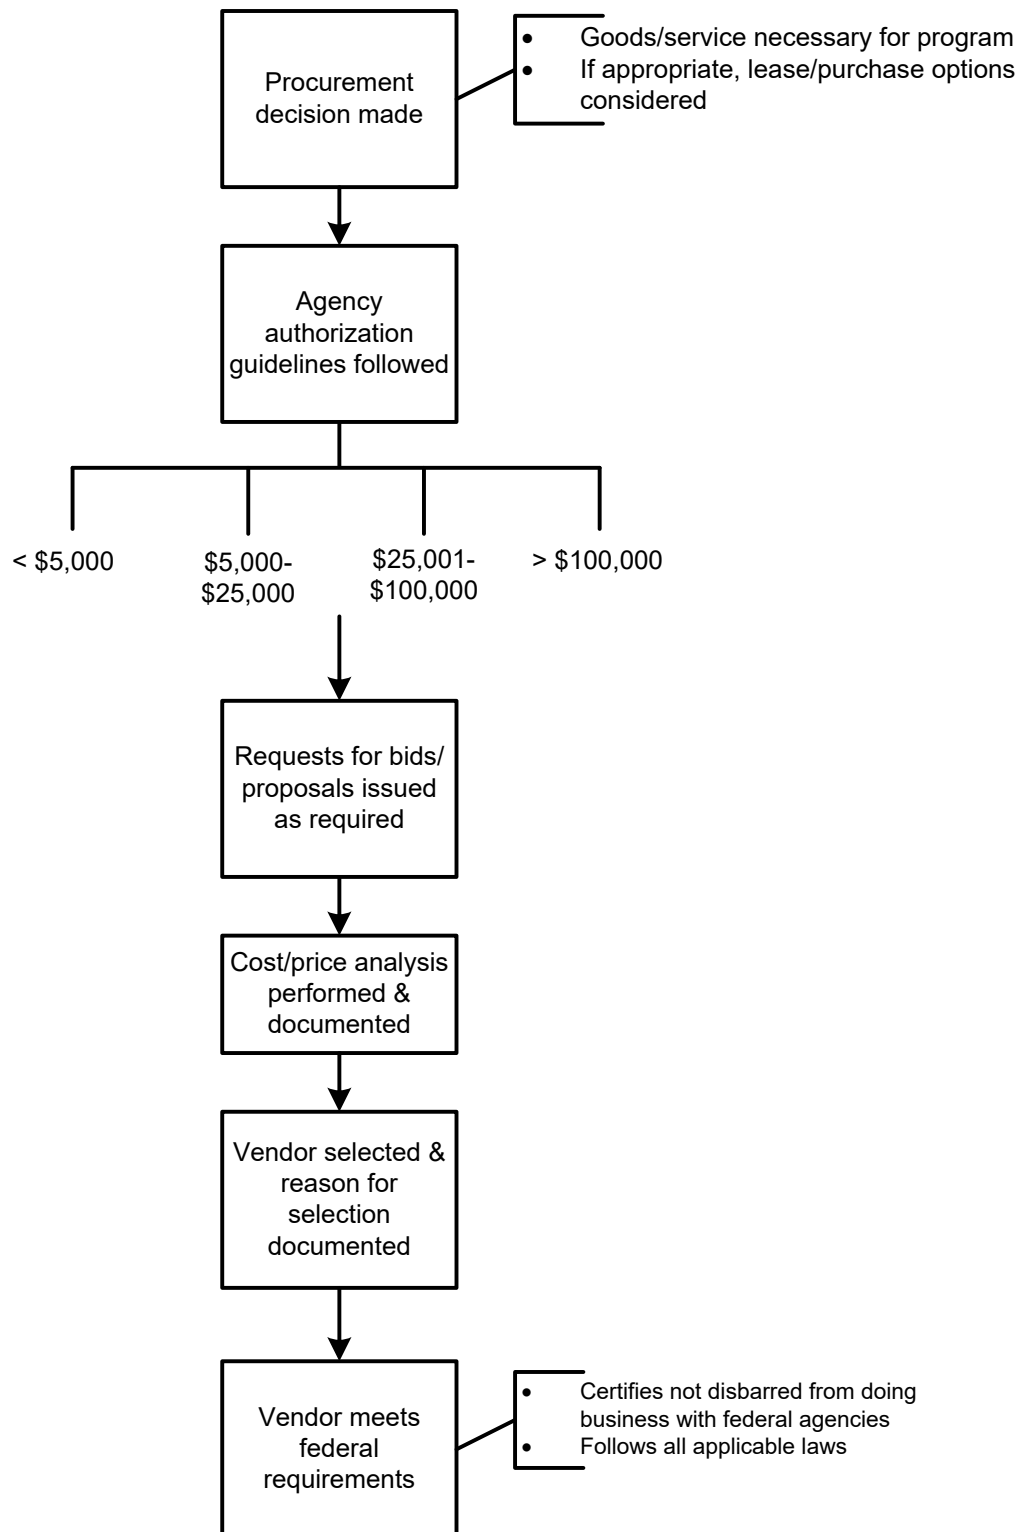 Procurement
decision made
• Goods/service necessary for program
• If appropriate, lease/purchase options
considered
Agency
authorization
guidelines followed
< $5,000
$5,000-
$25,000
$25,001-
$100,000
> $100,000
Requests for bids/
proposals issued
as required
Cost/price analysis
performed &
documented
Vendor selected &
reason for
selection
documented
Vendor meets
federal
requirements
• Certifies not disbarred from doing
business with federal agencies
• Follows all applicable laws